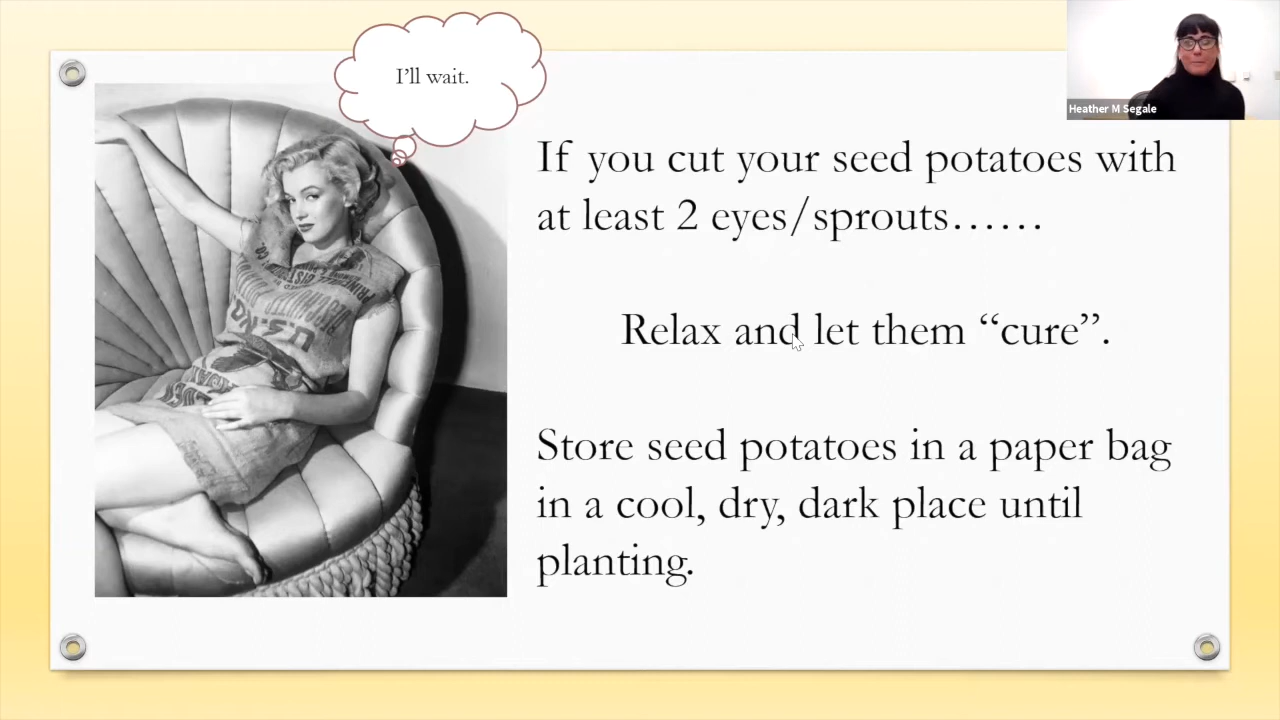 I'll wait.
Heather M Segale
If you cut your seed potatoes with
at least 2 eyes/sprouts……
Relax and let them “cure”.
Store seed potatoes in a paper bag
in a cool, dry, dark place until
planting.